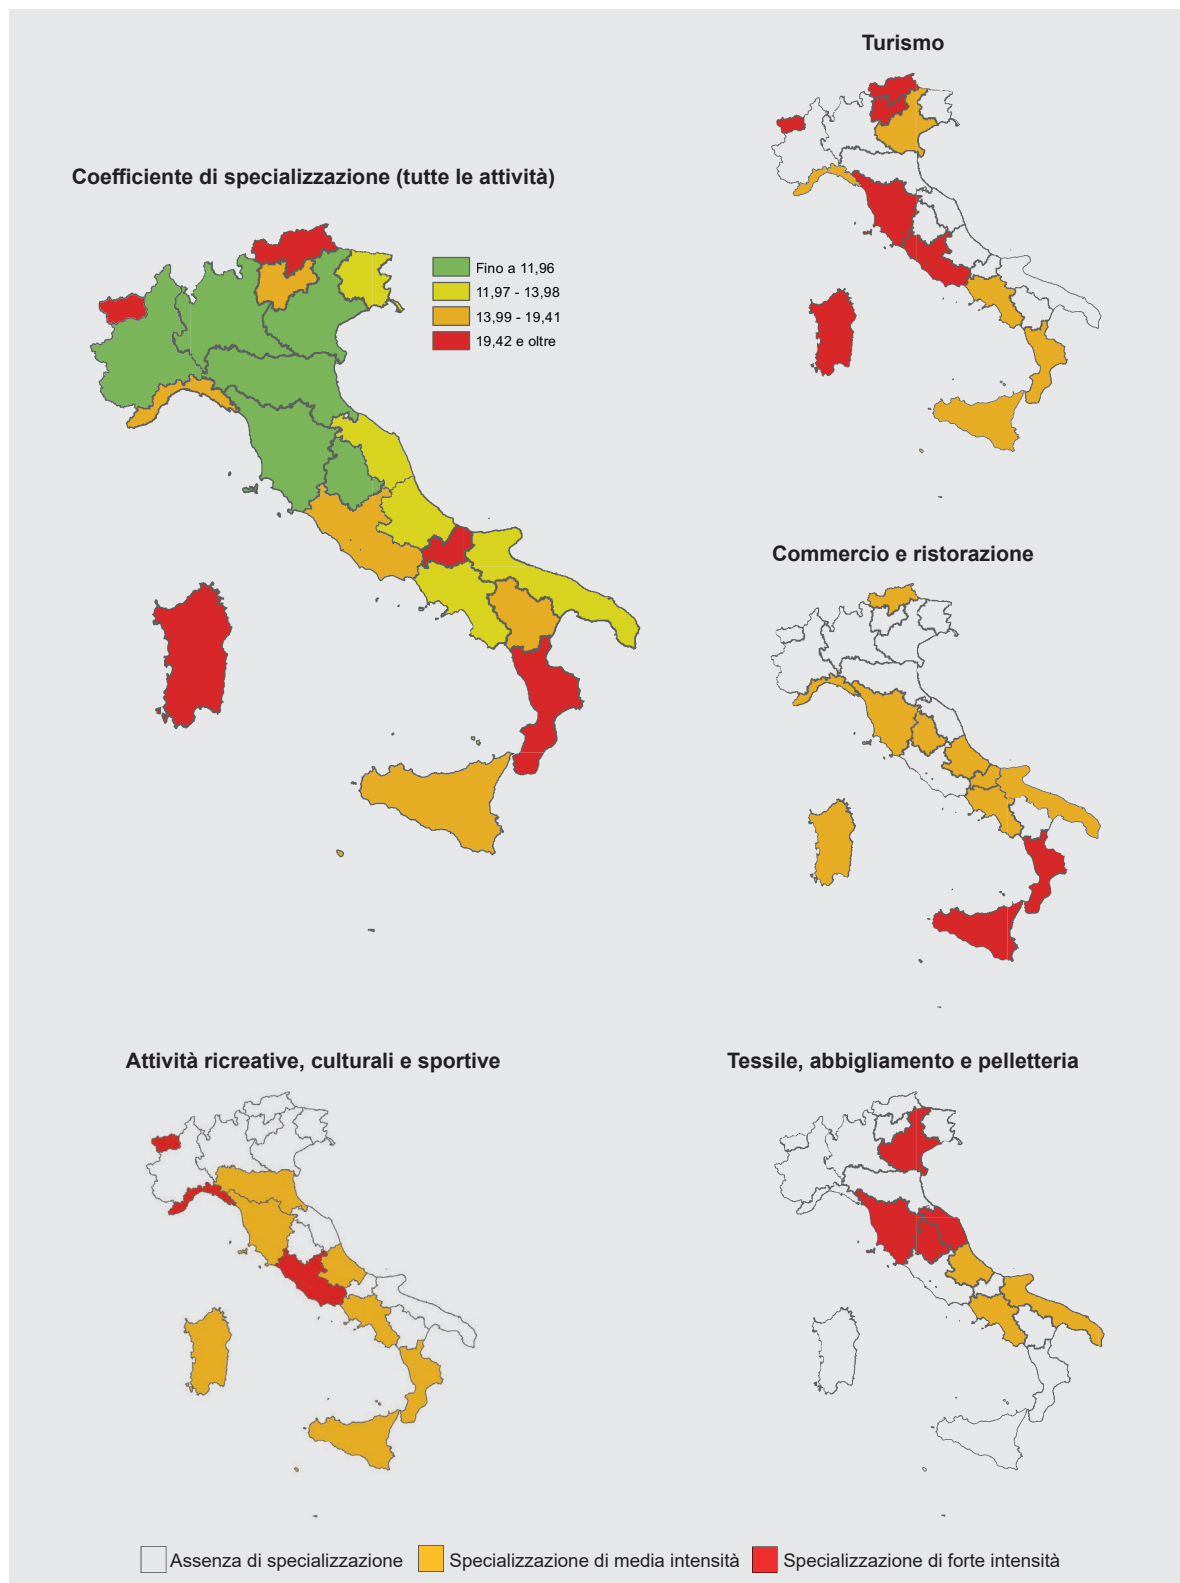 Turismo
Coefficiente di specializzazione (tutte le attività)
Fino a 11,96
11,97 - 13,98
13,99 - 19,41
19,42 e oltre
Commercio e ristorazione
Attività ricreative, culturali e sportive
Tessile, abbigliamento e pelletteria
Assenza di specializzazione
Specializzazione di media intensità
Specializzazione di forte intensità